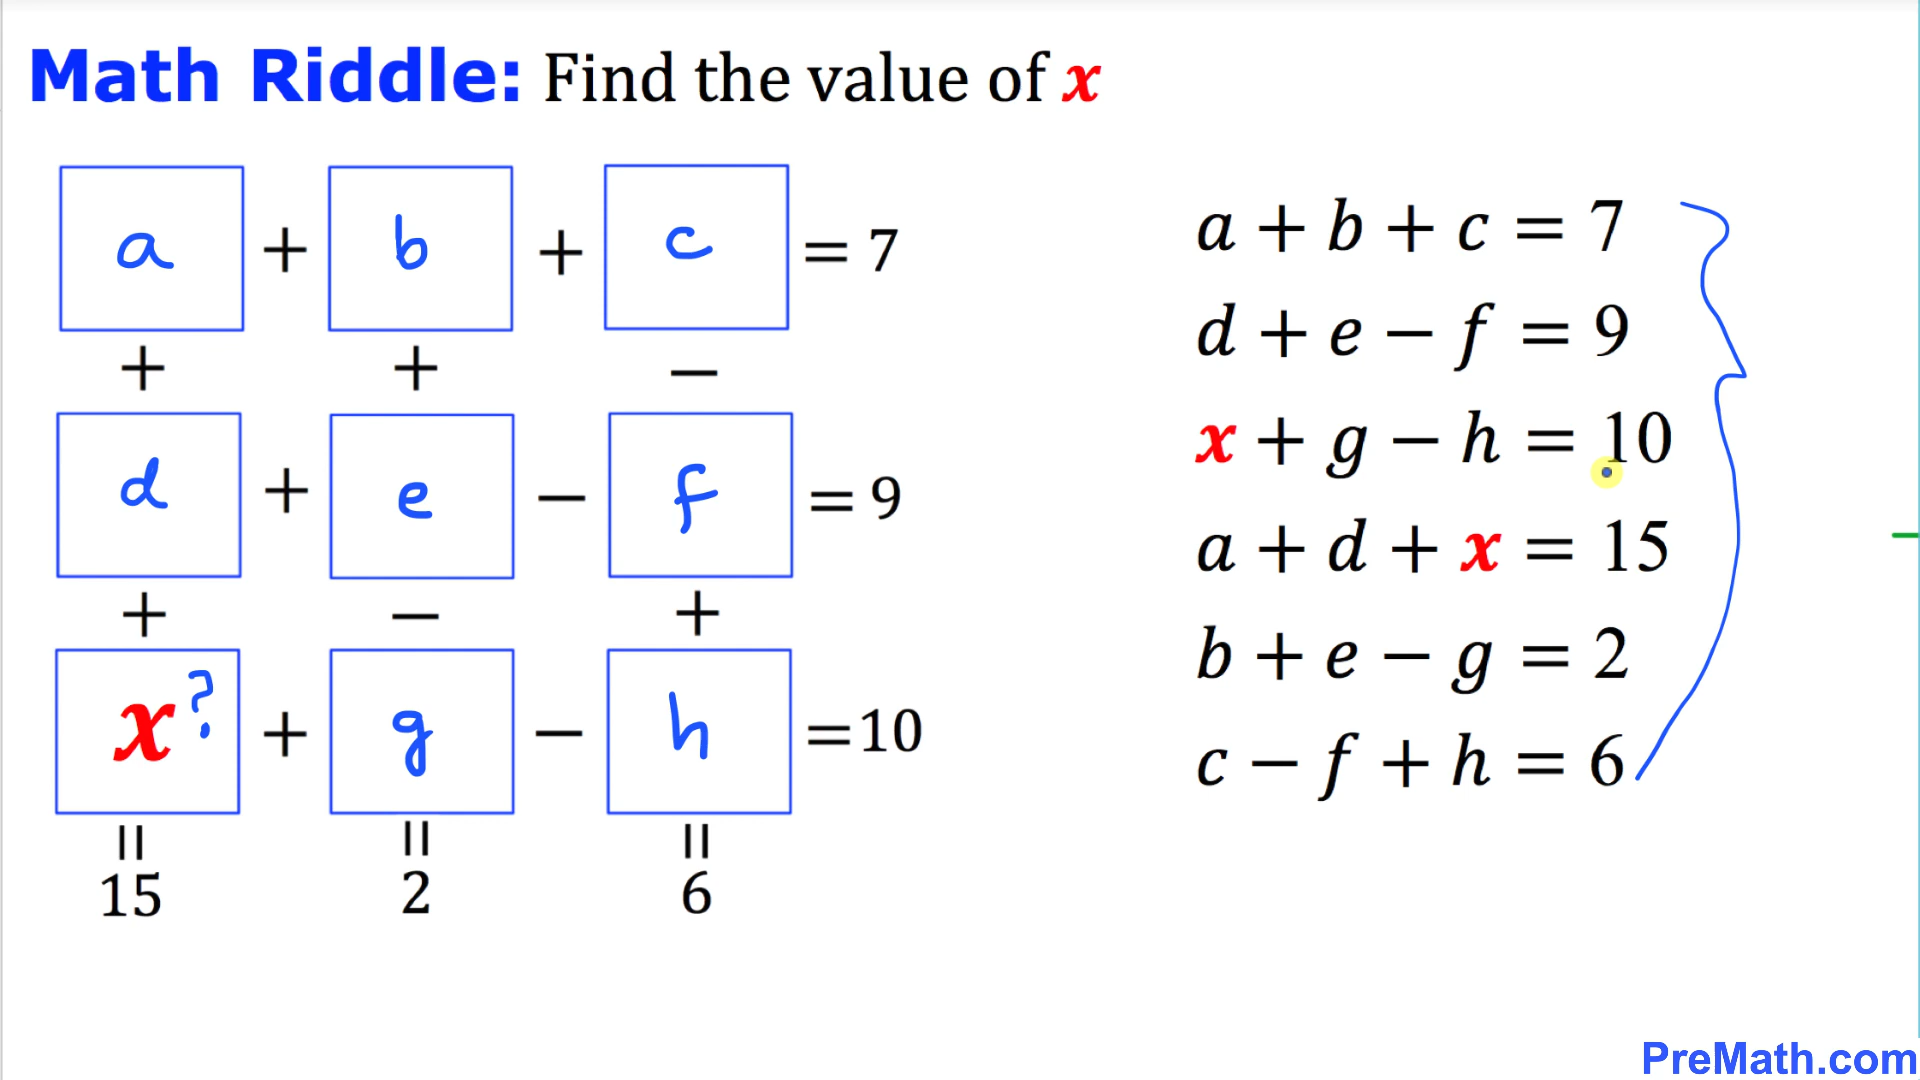 Math Riddle: Find the value of x
a + b + c = 7
+ + −
d + e − f = 9
+ − +
x? + g − h =10
= = =
15 2 6
a + b + c = 7
d + e − f = 9
x + g − h = 10
a + d + x = 15
b + e − g = 2
c − f + h = 6
PreMath.com